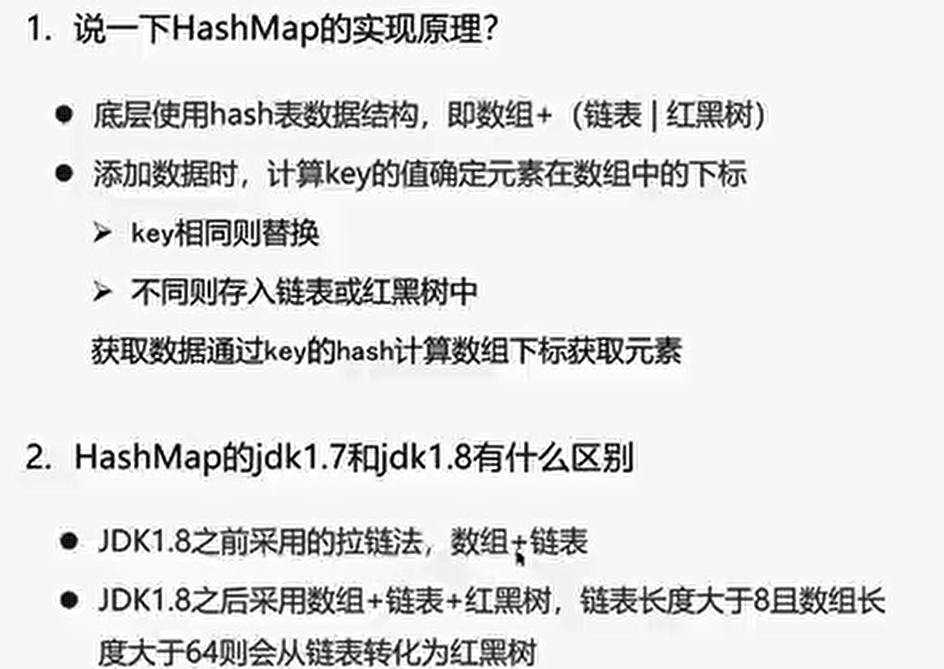 1. 说一下HashMap的实现原理？
● 底层使用hash表数据结构，即数组+（链表 | 红黑树）
● 添加数据时，计算key的值确定元素在数组中的下标
➢ key相同则替换
➢ 不同则存入链表或红黑树中
获取数据通过key的hash计算数组下标获取元素
2. HashMap的jdk1.7和jdk1.8有什么区别
● JDK1.8之前采用的拉链法，数组+链表
● JDK1.8之后采用数组+链表+红黑树，链表长度大于8且数组长
度大于64则会从链表转化为红黑树